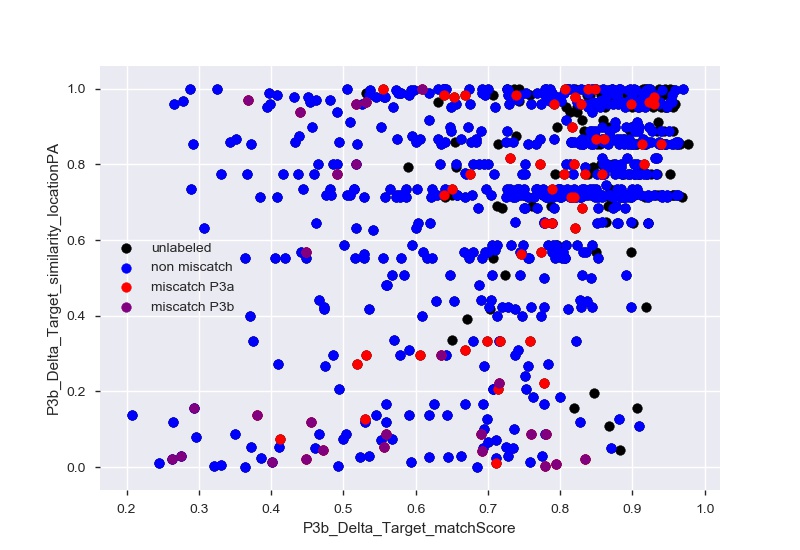 1.0
0.8
0.6
0.4
0.2
0.0
P3b_Delta_Target_similarity_locationPA
unlabeled
non miscatch
miscatch P3a
miscatch P3b
0.2 0.3 0.4 0.5 0.6 0.7 0.8 0.9 1.0
P3b_Delta_Target_matchScore